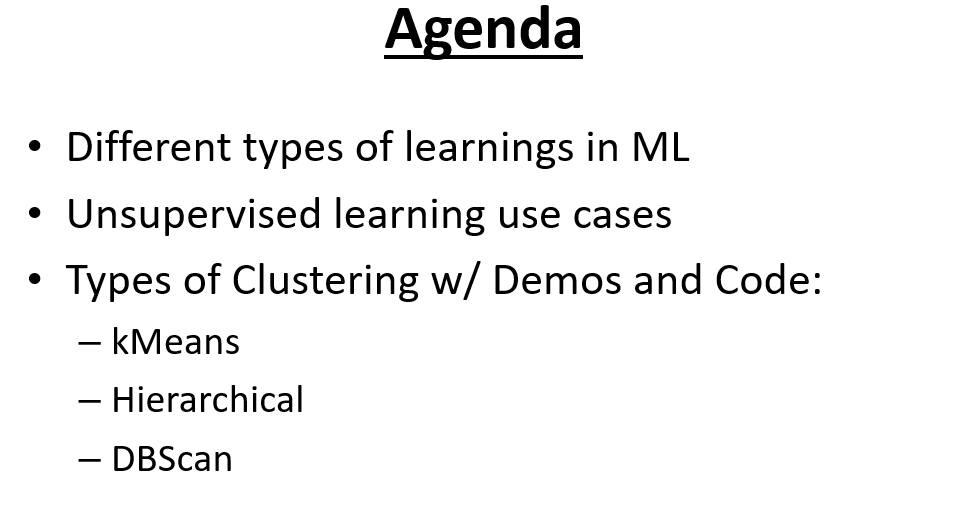 Agenda
• Different types of learnings in ML
• Unsupervised learning use cases
• Types of Clustering w/ Demos and Code:
– kMeans
– Hierarchical
– DBScan